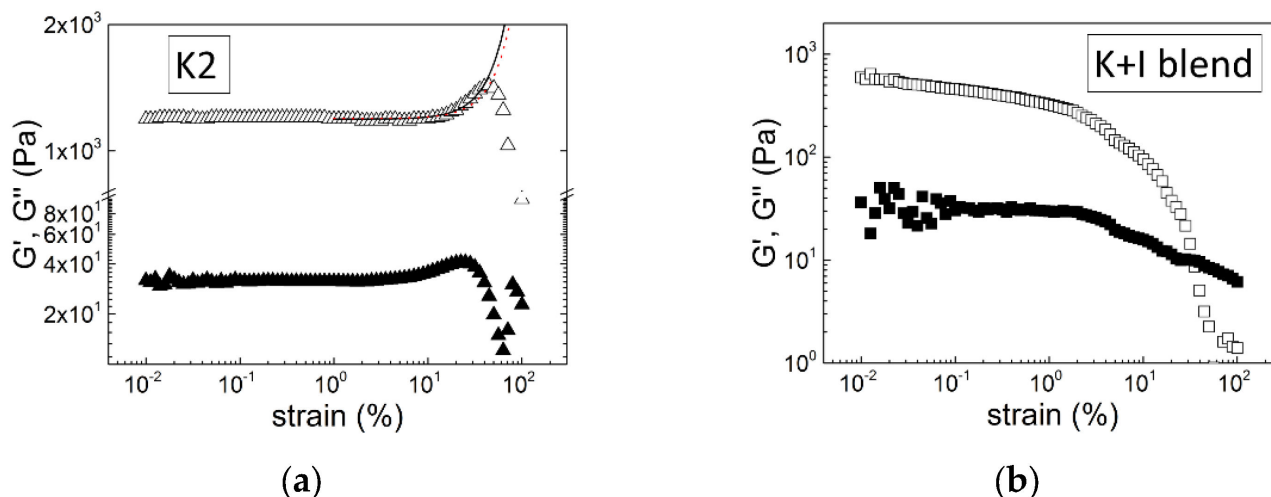 2x10³
K2
G', G'' (Pa)
1x10³
8x10¹
6x10¹
4x10¹
2x10¹
10⁻² 10⁻¹ 10⁰ 10¹ 10²
strain (%)
(a)
10³
K+I blend
G', G'' (Pa)
10²
10¹
10⁰
10⁻² 10⁻¹ 10⁰ 10¹ 10²
strain (%)
(b)